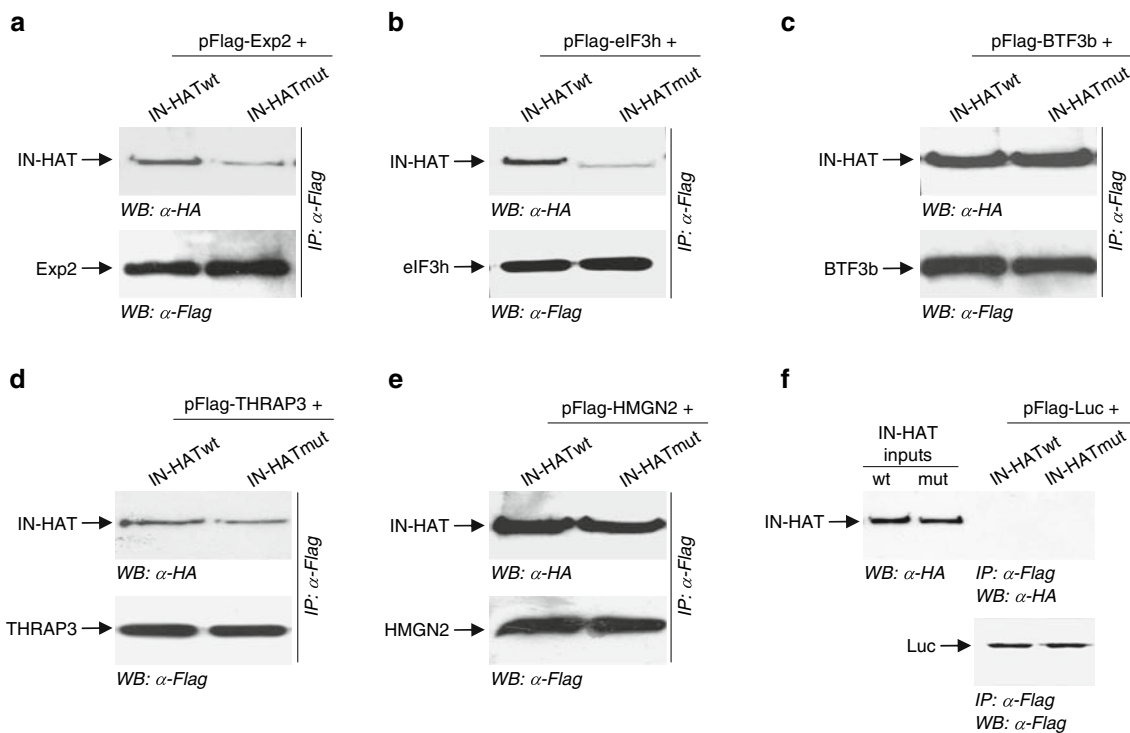 a
pFlag-Exp2 +
IN-HATwt
IN-HATmut
IN-HAT
WB: α-HA
Exp2
WB: α-Flag
IP: α-Flag
b
pFlag-eIF3h +
IN-HATwt
IN-HATmut
IN-HAT
WB: α-HA
eIF3h
WB: α-Flag
IP: α-Flag
c
pFlag-BTF3b +
IN-HATwt
IN-HATmut
IN-HAT
WB: α-HA
BTF3b
WB: α-Flag
IP: α-Flag
d
pFlag-THRAP3 +
IN-HATwt
IN-HATmut
IN-HAT
WB: α-HA
THRAP3
WB: α-Flag
IP: α-Flag
e
pFlag-HMGN2 +
IN-HATwt
IN-HATmut
IN-HAT
WB: α-HA
HMGN2
WB: α-Flag
IP: α-Flag
f
pFlag-Luc +
IN-HAT
inputs
wt mut
IN-HATwt
IN-HATmut
IN-HAT
WB: α-HA
IP: α-Flag
WB: α-HA
Luc
IP: α-Flag
WB: α-Flag